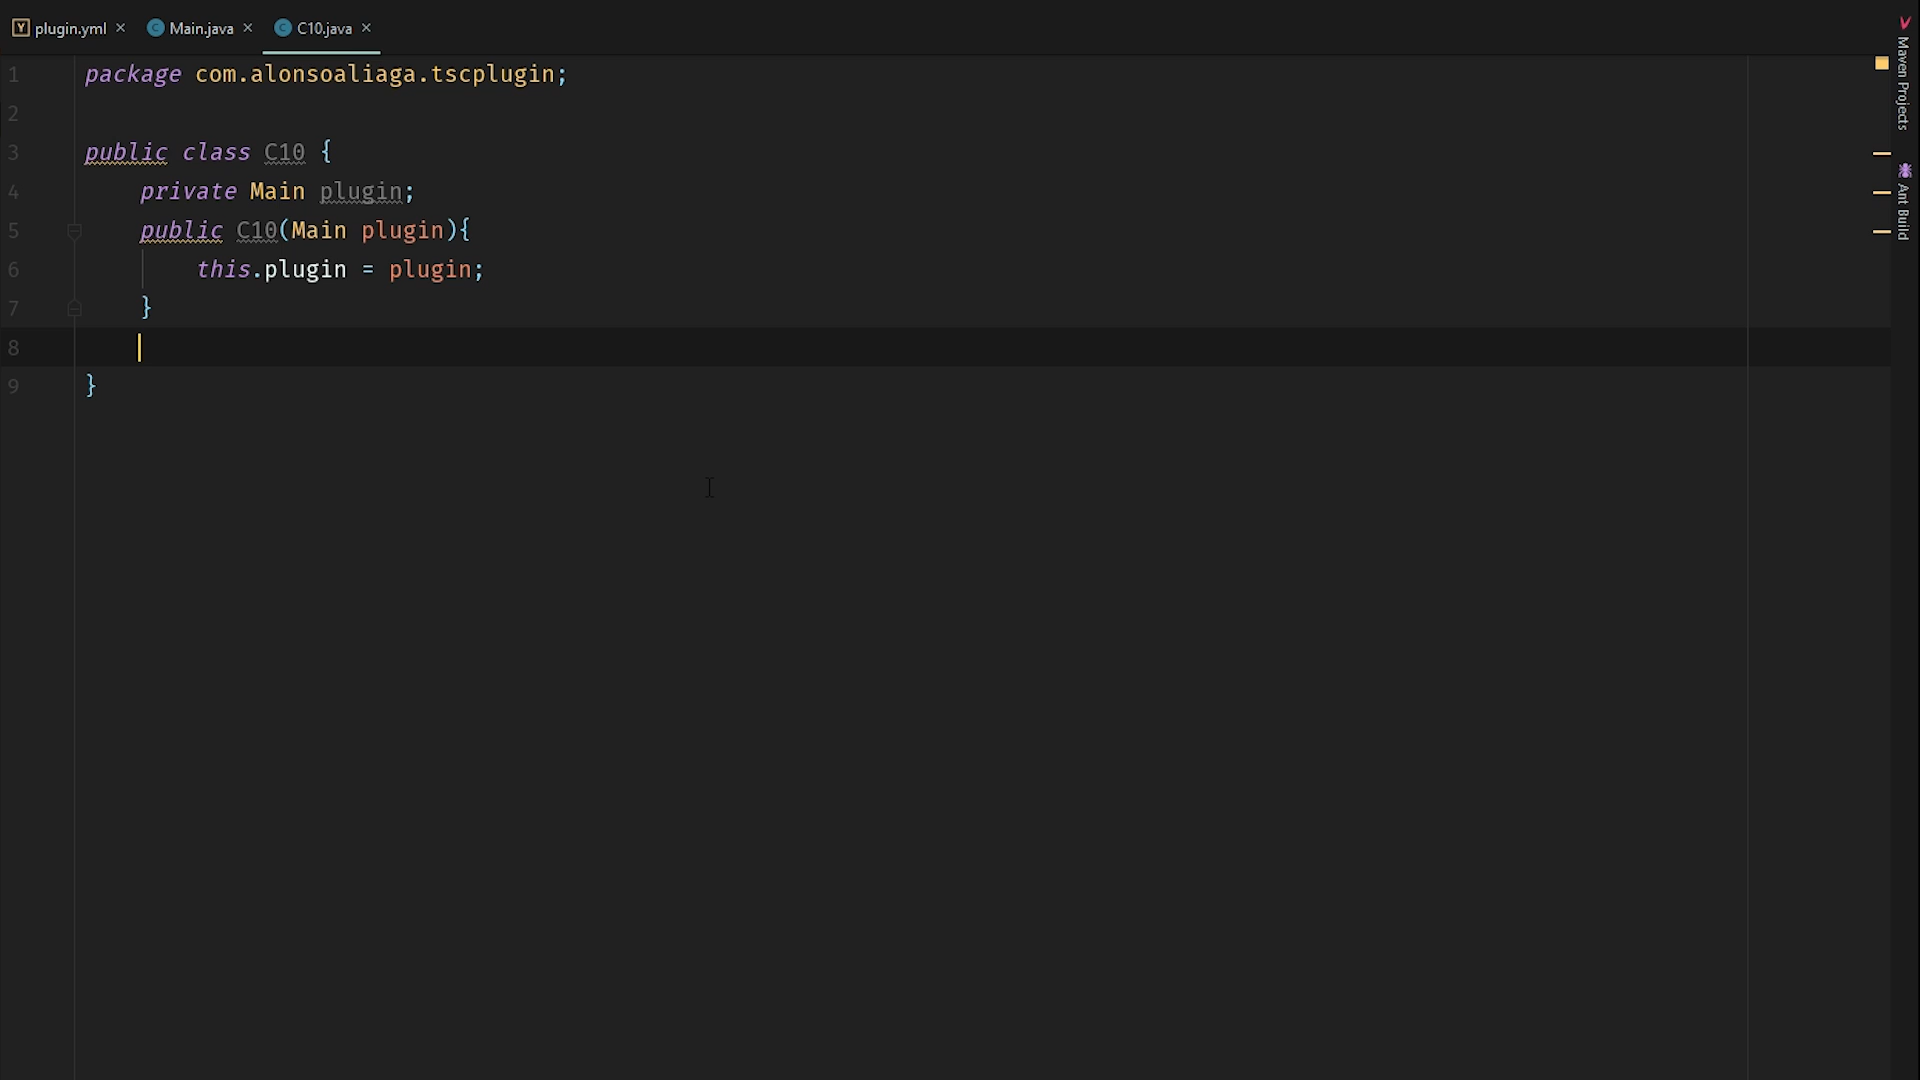 plugin.yml
Main.java
C10.java
Maven Projects
Ant Build
1 package com.alonsoaliaga.tscplugin;
2
3 public class C10 {
4 private Main plugin;
5 public C10(Main plugin){
6 this.plugin = plugin;
7 }
8
9 }